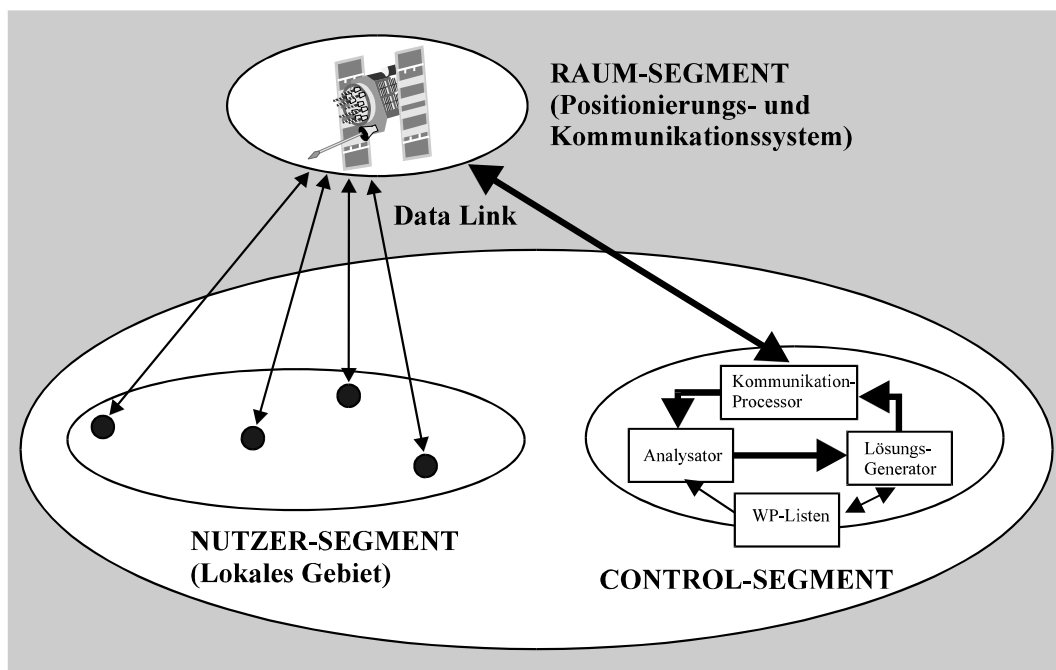 RAUM-SEGMENT
(Positionierungs- und
Kommunikationssystem)
Data Link
Kommunikation-
Processor
Analysator
Lösungs-
Generator
WP-Listen
NUTZER-SEGMENT
(Lokales Gebiet)
CONTROL-SEGMENT